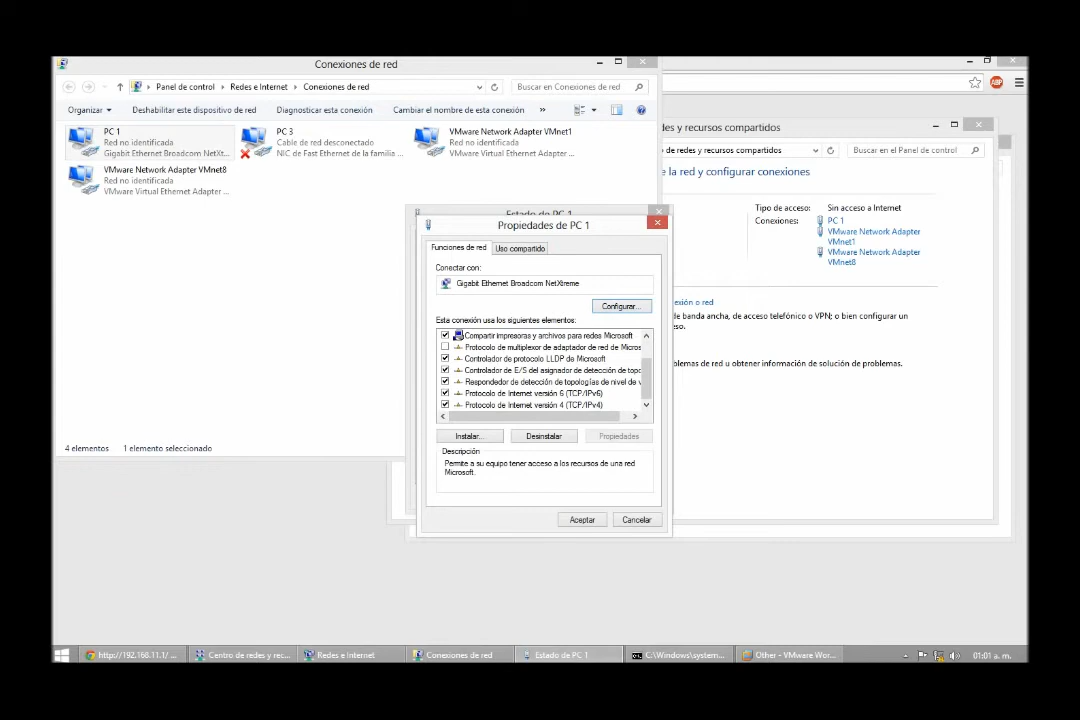 Conexiones de red
Panel de control
Redes e Internet
Conexiones de red
Buscar en Conexiones de red
Organizar
Deshabilitar este dispositivo de red
Diagnosticar esta conexión
Cambiar el nombre de esta conexión
»
PC 1
Red no identificada
Gigabit Ethernet Broadcom NetXt...
PC 3
Cable de red desconectado
NIC de Fast Ethernet de la familia ...
VMware Network Adapter VMnet1
Red no identificada
VMware Virtual Ethernet Adapter ...
VMware Network Adapter VMnet8
Red no identificada
VMware Virtual Ethernet Adapter ...
4 elementos
1 elemento seleccionado
ABP
des y recursos compartidos
de redes y recursos compartidos
Buscar en el Panel de control
e la red y configurar conexiones
Tipo de acceso:
Sin acceso a Internet
Conexiones:
PC 1
VMware Network Adapter
VMnet1
VMware Network Adapter
VMnet8
exión o red
de banda ancha, de acceso telefónico o VPN; o bien configurar un
so.
blemas de red u obtener información de solución de problemas.
Estado de PC 1
Propiedades de PC 1
Funciones de red
Uso compartido
Conectar con:
Gigabit Ethernet Broadcom NetXtreme
Configurar...
Esta conexión usa los siguientes elementos:
Compartir impresoras y archivos para redes Microsoft
Protocolo de multiplexor de adaptador de red de Micros
Controlador de protocolo LLDP de Microsoft
Controlador de E/S del asignador de detección de topo
Respondedor de detección de topologías de nivel de v
Protocolo de Internet versión 6 (TCP/IPv6)
Protocolo de Internet versión 4 (TCP/IPv4)
Instalar...
Desinstalar
Propiedades
Descripción
Permite a su equipo tener acceso a los recursos de una red
Microsoft.
Aceptar
Cancelar
http://192.168.11.1/ ...
Centro de redes y rec...
Redes e Internet
Conexiones de red
Estado de PC 1
C:\Windows\system...
Other - VMware Wor...
01:01 a. m.